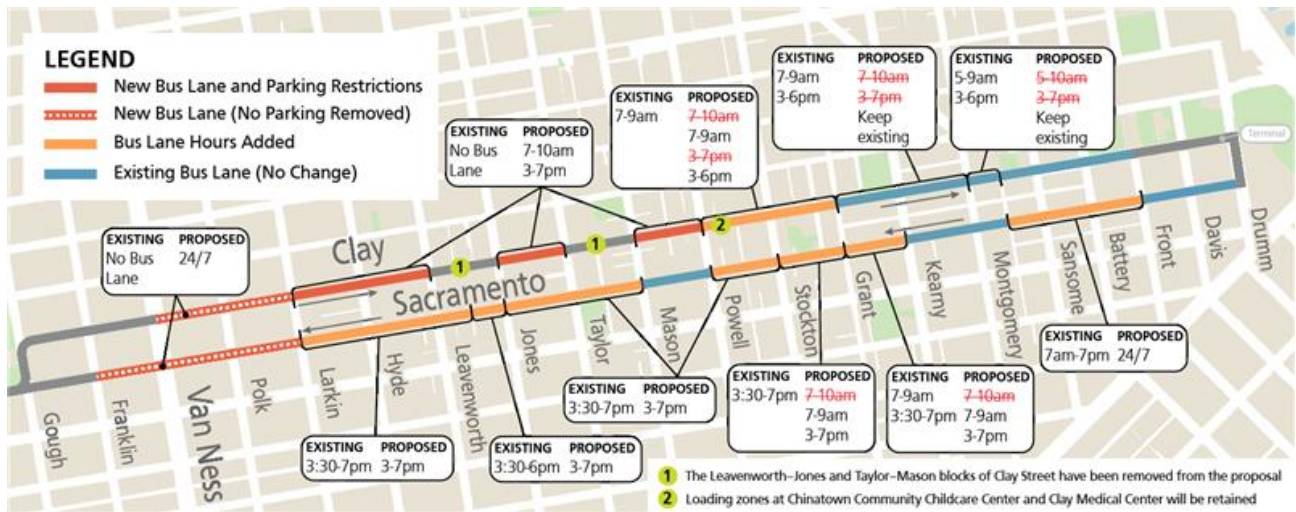 LEGEND
New Bus Lane and Parking Restrictions
New Bus Lane (No Parking Removed)
Bus Lane Hours Added
Existing Bus Lane (No Change)
EXISTING PROPOSED
No Bus 24/7
Lane
EXISTING PROPOSED
No Bus 7-10am
Lane 3-7pm
EXISTING PROPOSED
7-9am 7-10am
7-9am
3-7pm
3-6pm
EXISTING PROPOSED
7-9am 7-10am
3-6pm 3-7pm
Keep
existing
EXISTING PROPOSED
5-9am 5-10am
3-6pm 3-7pm
Keep
existing
Terminal
Clay
Sacramento
1
1
2
Gough
Franklin
Van Ness
Polk
Larkin
Hyde
Leavenworth
Jones
Taylor
Mason
Powell
Stockton
Grant
Kearny
Montgomery
Sansome
Battery
Front
Davis
Drumm
EXISTING PROPOSED
3:30-7pm 3-7pm
EXISTING PROPOSED
3:30-6pm 3-7pm
EXISTING PROPOSED
3:30-7pm 3-7pm
EXISTING PROPOSED
3:30-7pm 7-10am
7-9am
3-7pm
EXISTING PROPOSED
7-9am 7-10am
3:30-7pm 7-9am
3-7pm
EXISTING PROPOSED
7am-7pm 24/7
1 The Leavenworth-Jones and Taylor-Mason blocks of Clay Street have been removed from the proposal
2 Loading zones at Chinatown Community Childcare Center and Clay Medical Center will be retained